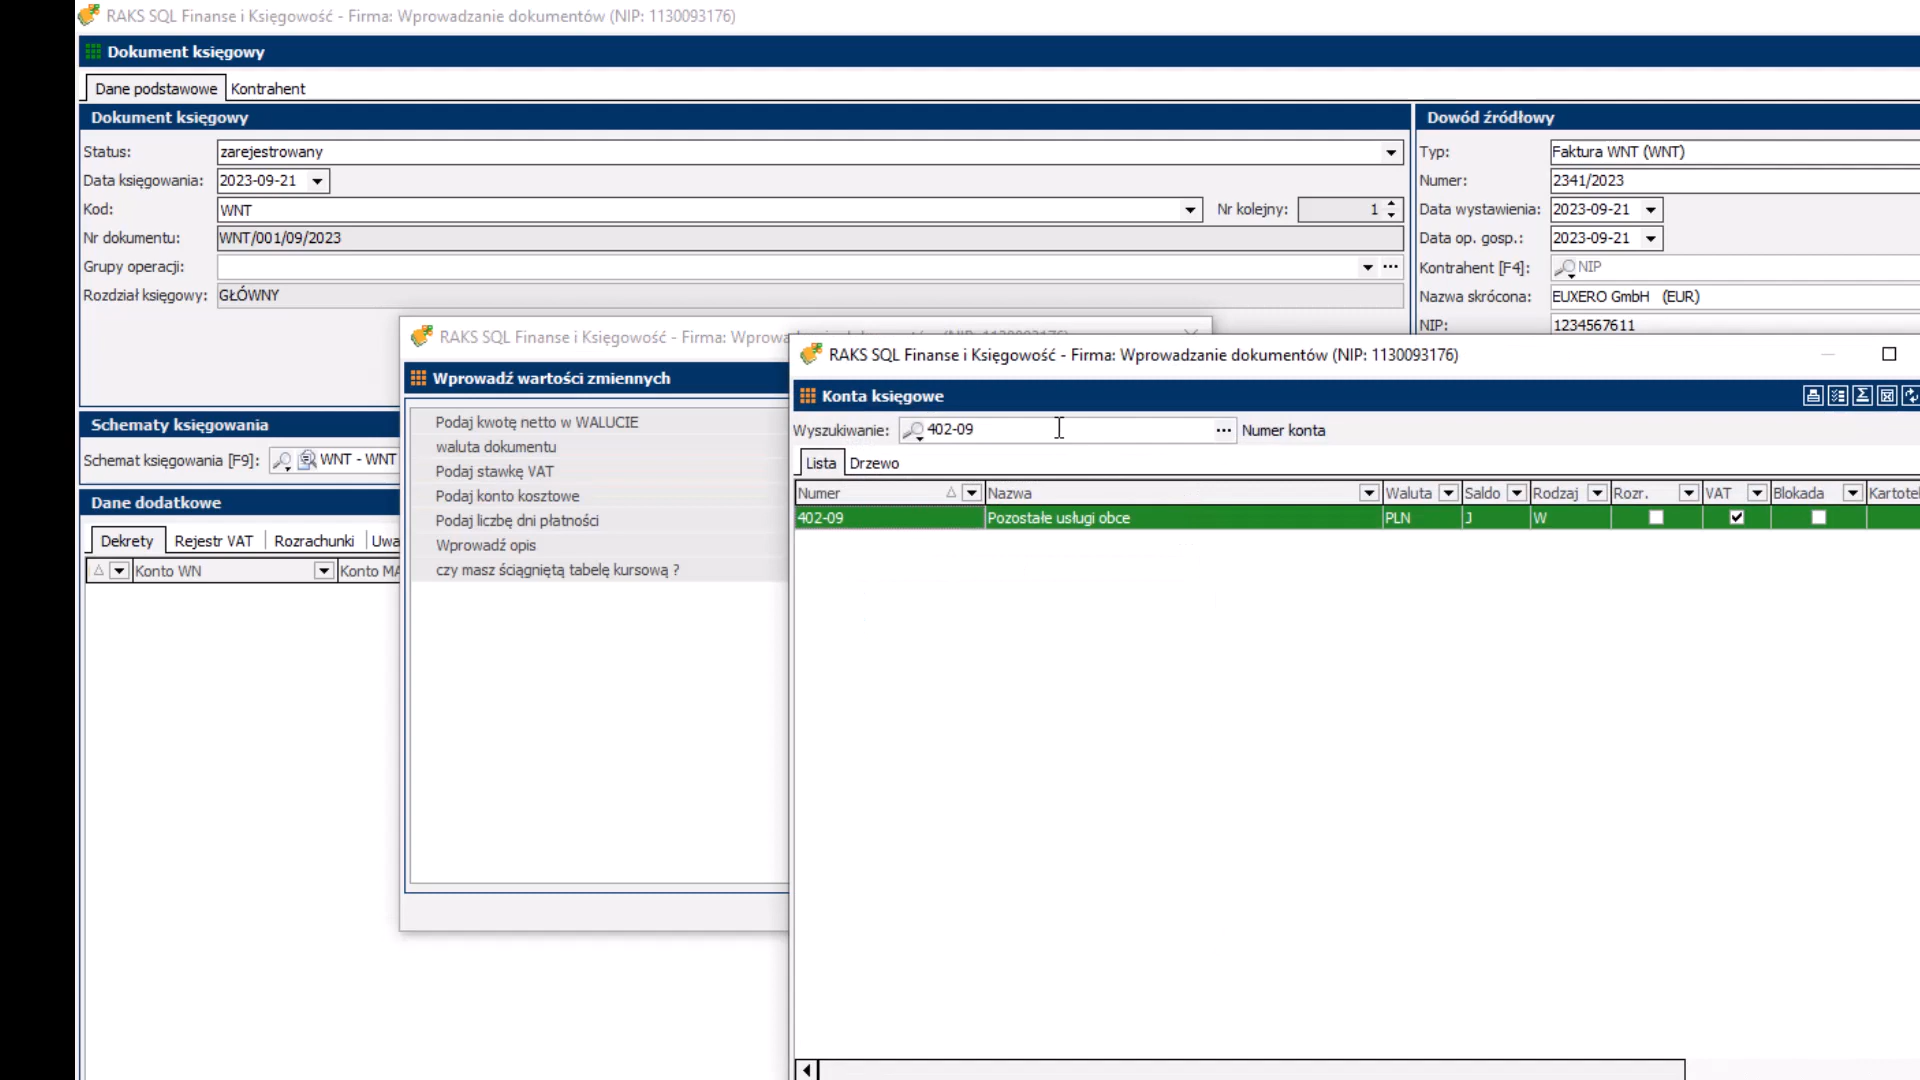 RAKS SQL Finanse i Księgowość - Firma: Wprowadzanie dokumentów (NIP: 1130093176)
Dokument księgowy
Dane podstawowe Kontrahent
Dokument księgowy
Status: zarejestrowany
Data księgowania: 2023-09-21
Kod: WNT Nr kolejny: 1
Nr dokumentu: WNT/001/09/2023
Grupy operacji:
Rozdział księgowy: GŁÓWNY
Dowód źródłowy
Typ: Faktura WNT (WNT)
Numer: 2341/2023
Data wystawienia: 2023-09-21
Data op. gosp.: 2023-09-21
Kontrahent [F4]: NIP
Nazwa skrócona: EUXERO GmbH (EUR)
NIP: 1234567611
Schematy księgowania
Schemat księgowania [F9]: WNT - WNT
Dane dodatkowe
Dekrety Rejestr VAT Rozrachunki Uwa
Konto WN Konto MA
RAKS SQL Finanse i Księgowość - Firma: Wprowa
Wprowadź wartości zmiennych
Podaj kwotę netto w WALUCIE
waluta dokumentu
Podaj stawkę VAT
Podaj konto kosztowe
Podaj liczbę dni płatności
Wprowadź opis
czy masz ściągniętą tabelę kursową ?
RAKS SQL Finanse i Księgowość - Firma: Wprowadzanie dokumentów (NIP: 1130093176)
Konta księgowe
Wyszukiwanie: 402-09 ... Numer konta
Lista Drzewo
Numer Nazwa Waluta Saldo Rodzaj Rozr. VAT Blokada Kartotek
402-09 Pozostałe usługi obce PLN J W